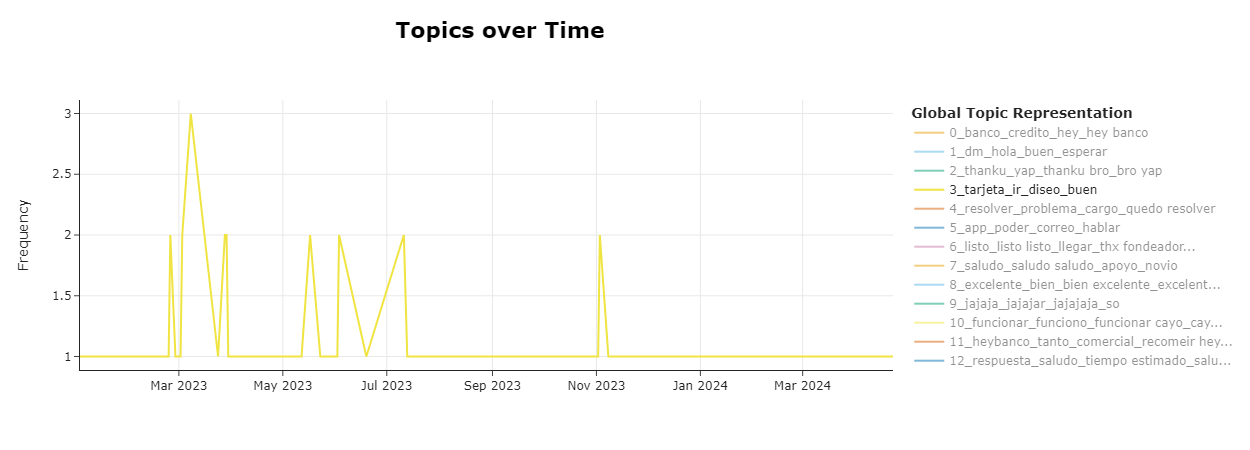 Topics over Time
Frequency
3
2.5
2
1.5
1
Mar 2023
May 2023
Jul 2023
Sep 2023
Nov 2023
Jan 2024
Mar 2024
Global Topic Representation
0_banco_credito_hey_hey banco
1_dm_hola_buen_esperar
2_thanku_yap_thanku bro_bro yap
3_tarjeta_ir_diseo_buen
4_resolver_problema_cargo_quedo resolver
5_app_poder_correo_hablar
6_listo_listo listo_llegar_thx fondeador...
7_saludo_saludo saludo_apoyo_novio
8_excelente_bien_bien excelente_excelent...
9_jajaja_jajajar_jajajaja_so
10_funcionar_funciono_funcionar cayo_cay...
11_heybanco_tanto_comercial_recomeir hey...
12_respuesta_saludo_tiempo estimado_salu...